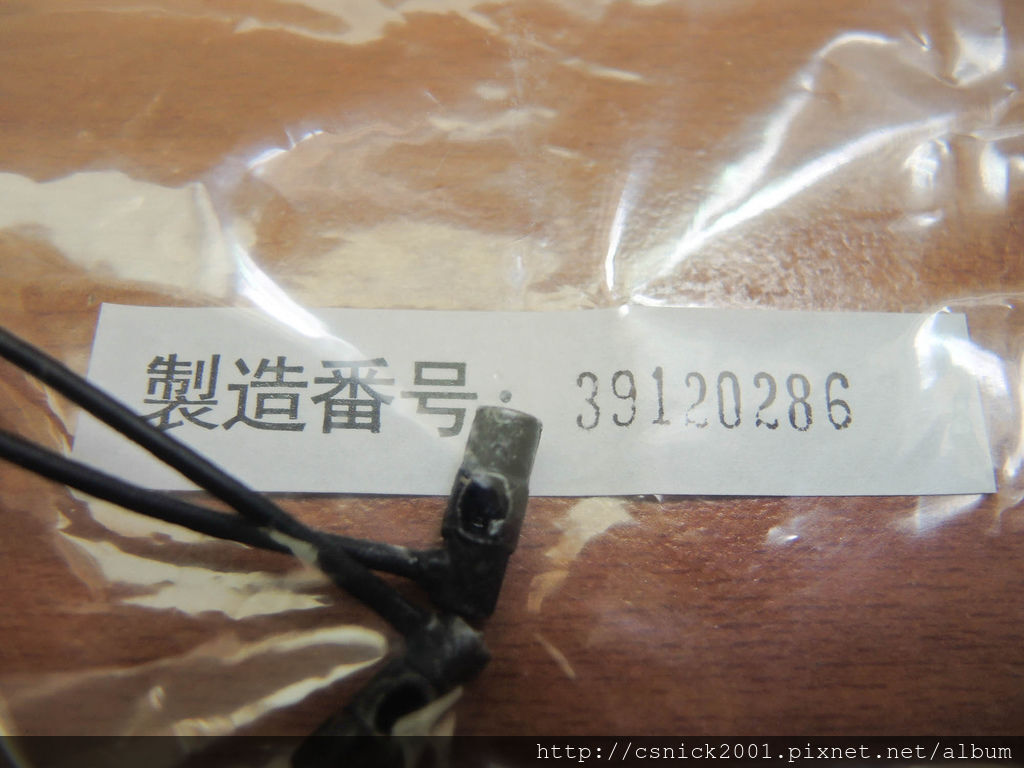 製造番号. 39120286
http://csnick2001.pixnet.net/album